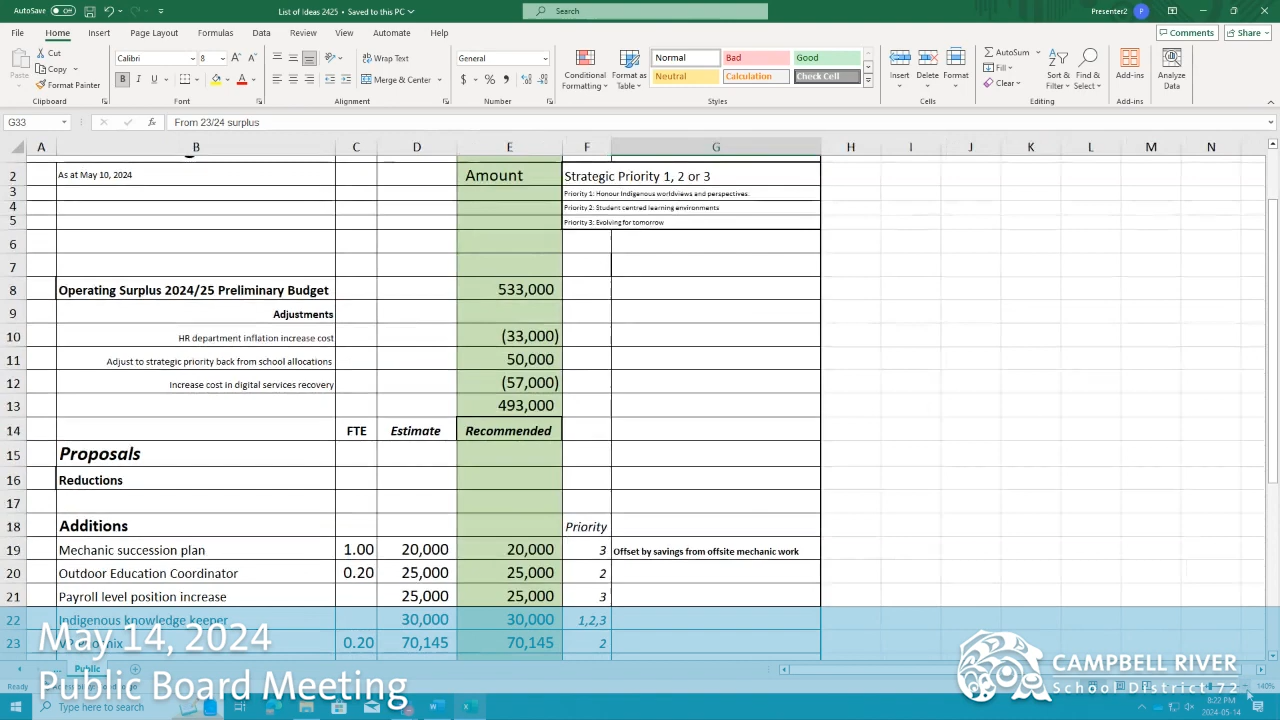 AutoSave Off List of Ideas 2425 • Saved to this PC Search Presenter2 P
File Home Insert Page Layout Formulas Data Review View Automate Help Comments Share
Cut
Copy
Format Painter
Paste
Clipboard
Calibri
B I U
Font
Wrap Text
Merge & Center
Alignment
General
$ % ,
Number
Conditional Formatting
Format as Table
Normal Bad Good
Neutral Calculation Check Cell
Styles
Insert Delete Format
Cells
AutoSum
Fill
Clear
Sort & Filter
Find & Select
Editing
Add-ins
Add-ins
Analyze Data
G33 fx From 23/24 surplus
A B C D E F G H I J K L M N
2 As at May 10, 2024 Amount Strategic Priority 1, 2 or 3
3 Priority 1: Honour Indigenous worldviews and perspectives.
4 Priority 2: Student centred learning environments
5 Priority 3: Evolving for tomorrow
6
7
8 Operating Surplus 2024/25 Preliminary Budget 533,000
9 Adjustments
10 HR department inflation increase cost (33,000)
11 Adjust to strategic priority back from school allocations 50,000
12 Increase cost in digital services recovery (57,000)
13 493,000
14 FTE Estimate Recommended
15 Proposals
16 Reductions
17
18 Additions Priority
19 Mechanic succession plan 1.00 20,000 20,000 3 Offset by savings from offsite mechanic work
20 Outdoor Education Coordinator 0.20 25,000 25,000 2
21 Payroll level position increase 25,000 25,000 3
22 Indigenous knowledge keeper 30,000 30,000 1,2,3
23 0.20 70,145 70,145 2
May 14, 2024
Public Board Meeting
CAMPBELL RIVER
School District 72
Public
Ready
140%
Type here to search
8:22 PM
2024-05-14